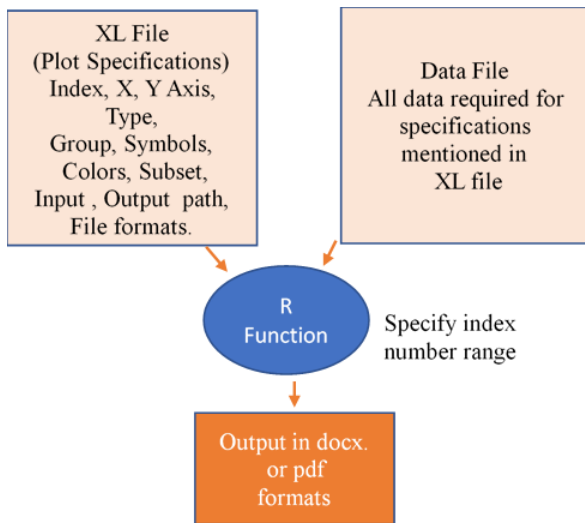 XL File
(Plot Specifications)
Index, X, Y Axis,
Type,
Group, Symbols,
Colors, Subset,
Input , Output path,
File formats.
Data File
All data required for
specifications
mentioned in
XL file
R
Function
Specify index
number range
Output in docx.
or pdf
formats